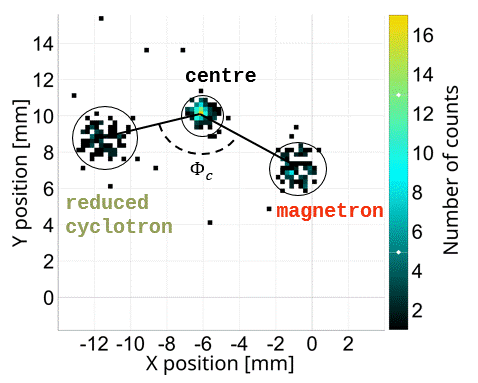 centre
Φc
reduced
cyclotron
magnetron
Y position [mm]
14
12
10
8
6
4
2
0
-12 -10 -8 -6 -4 -2 0 2
X position [mm]
16
14
12
10
8
6
4
2
Number of counts